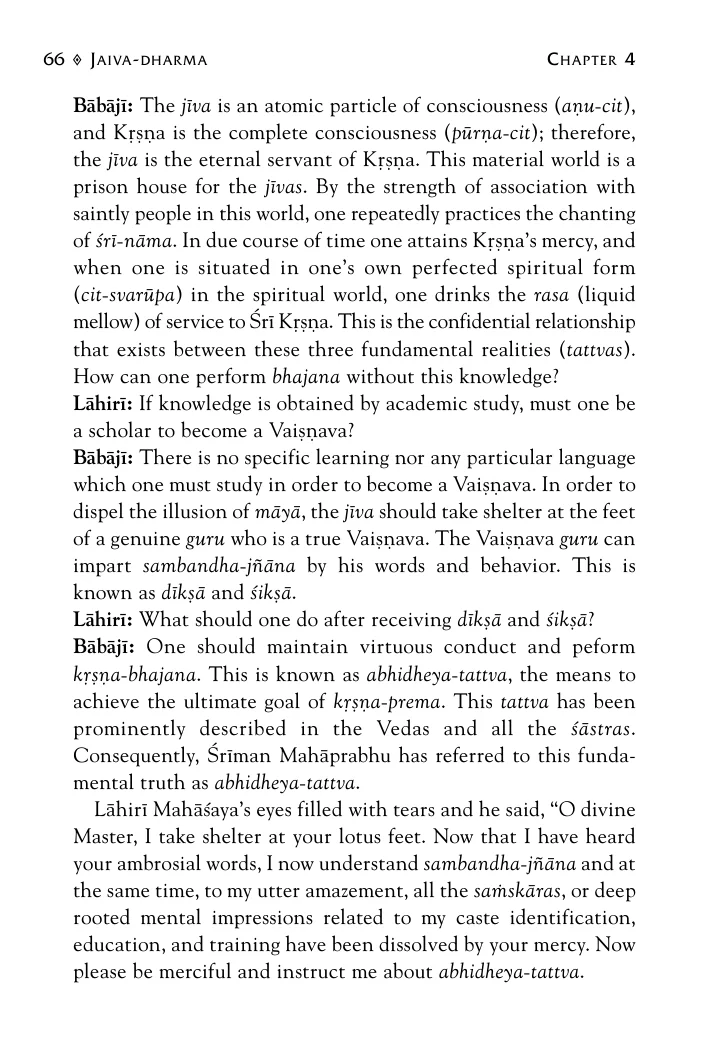 66 ◊ Jaiva-dharma Chapter 4
Bābājī: The jīva is an atomic particle of consciousness (aṇu-cit),
and Kṛṣṇa is the complete consciousness (pūrṇa-cit); therefore,
the jīva is the eternal servant of Kṛṣṇa. This material world is a
prison house for the jīvas. By the strength of association with
saintly people in this world, one repeatedly practices the chanting
of śrī-nāma. In due course of time one attains Kṛṣṇa’s mercy, and
when one is situated in one’s own perfected spiritual form
(cit-svarūpa) in the spiritual world, one drinks the rasa (liquid
mellow) of service to Śrī Kṛṣṇa. This is the confidential relationship
that exists between these three fundamental realities (tattvas).
How can one perform bhajana without this knowledge?
Lāhirī: If knowledge is obtained by academic study, must one be
a scholar to become a Vaiṣṇava?
Bābājī: There is no specific learning nor any particular language
which one must study in order to become a Vaiṣṇava. In order to
dispel the illusion of māyā, the jīva should take shelter at the feet
of a genuine guru who is a true Vaiṣṇava. The Vaiṣṇava guru can
impart sambandha-jñāna by his words and behavior. This is
known as dīkṣā and śikṣā.
Lāhirī: What should one do after receiving dīkṣā and śikṣā?
Bābājī: One should maintain virtuous conduct and peform
kṛṣṇa-bhajana. This is known as abhidheya-tattva, the means to
achieve the ultimate goal of kṛṣṇa-prema. This tattva has been
prominently described in the Vedas and all the śāstras.
Consequently, Śrīman Mahāprabhu has referred to this funda-
mental truth as abhidheya-tattva.
Lāhirī Mahāśaya’s eyes filled with tears and he said, “O divine
Master, I take shelter at your lotus feet. Now that I have heard
your ambrosial words, I now understand sambandha-jñāna and at
the same time, to my utter amazement, all the saṁskāras, or deep
rooted mental impressions related to my caste identification,
education, and training have been dissolved by your mercy. Now
please be merciful and instruct me about abhidheya-tattva.